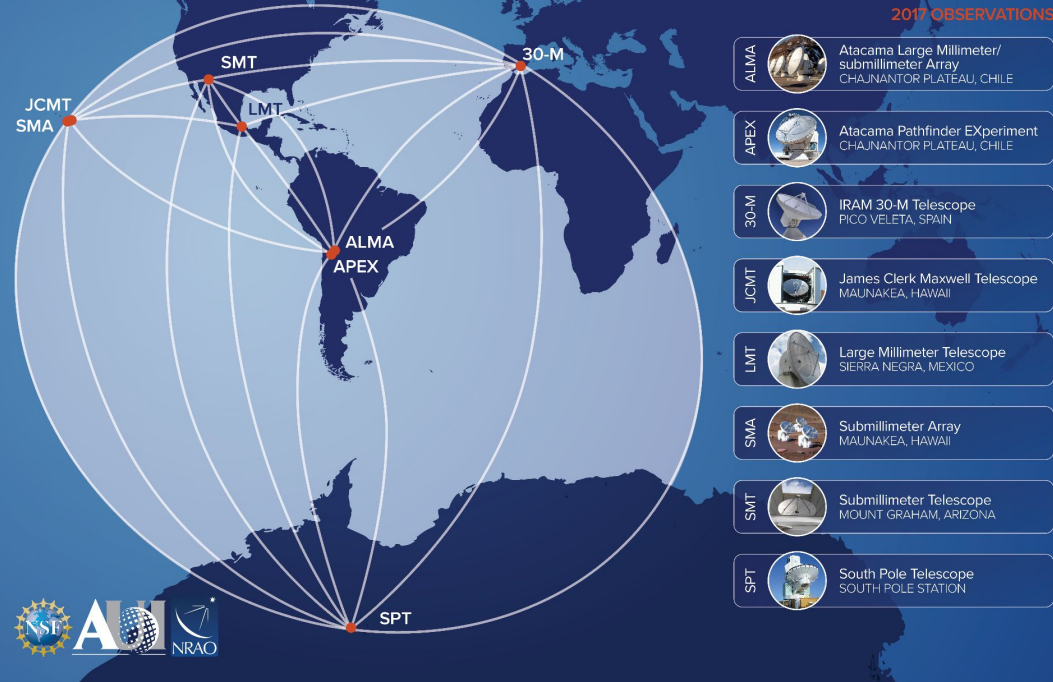 2017 OBSERVATIONS
SMT
30-M
JCMT
SMA
LMT
ALMA
APEX
SPT
ALMA
Atacama Large Millimeter/
submillimeter Array
CHAJNANTOR PLATEAU, CHILE
APEX
Atacama Pathfinder EXperiment
CHAJNANTOR PLATEAU, CHILE
30-M
IRAM 30-M Telescope
PICO VELETA, SPAIN
JCMT
James Clerk Maxwell Telescope
MAUNAKEA, HAWAII
LMT
Large Millimeter Telescope
SIERRA NEGRA, MEXICO
SMA
Submillimeter Array
MAUNAKEA, HAWAII
SMT
Submillimeter Telescope
MOUNT GRAHAM, ARIZONA
SPT
South Pole Telescope
SOUTH POLE STATION
NSF
AUI
NRAO